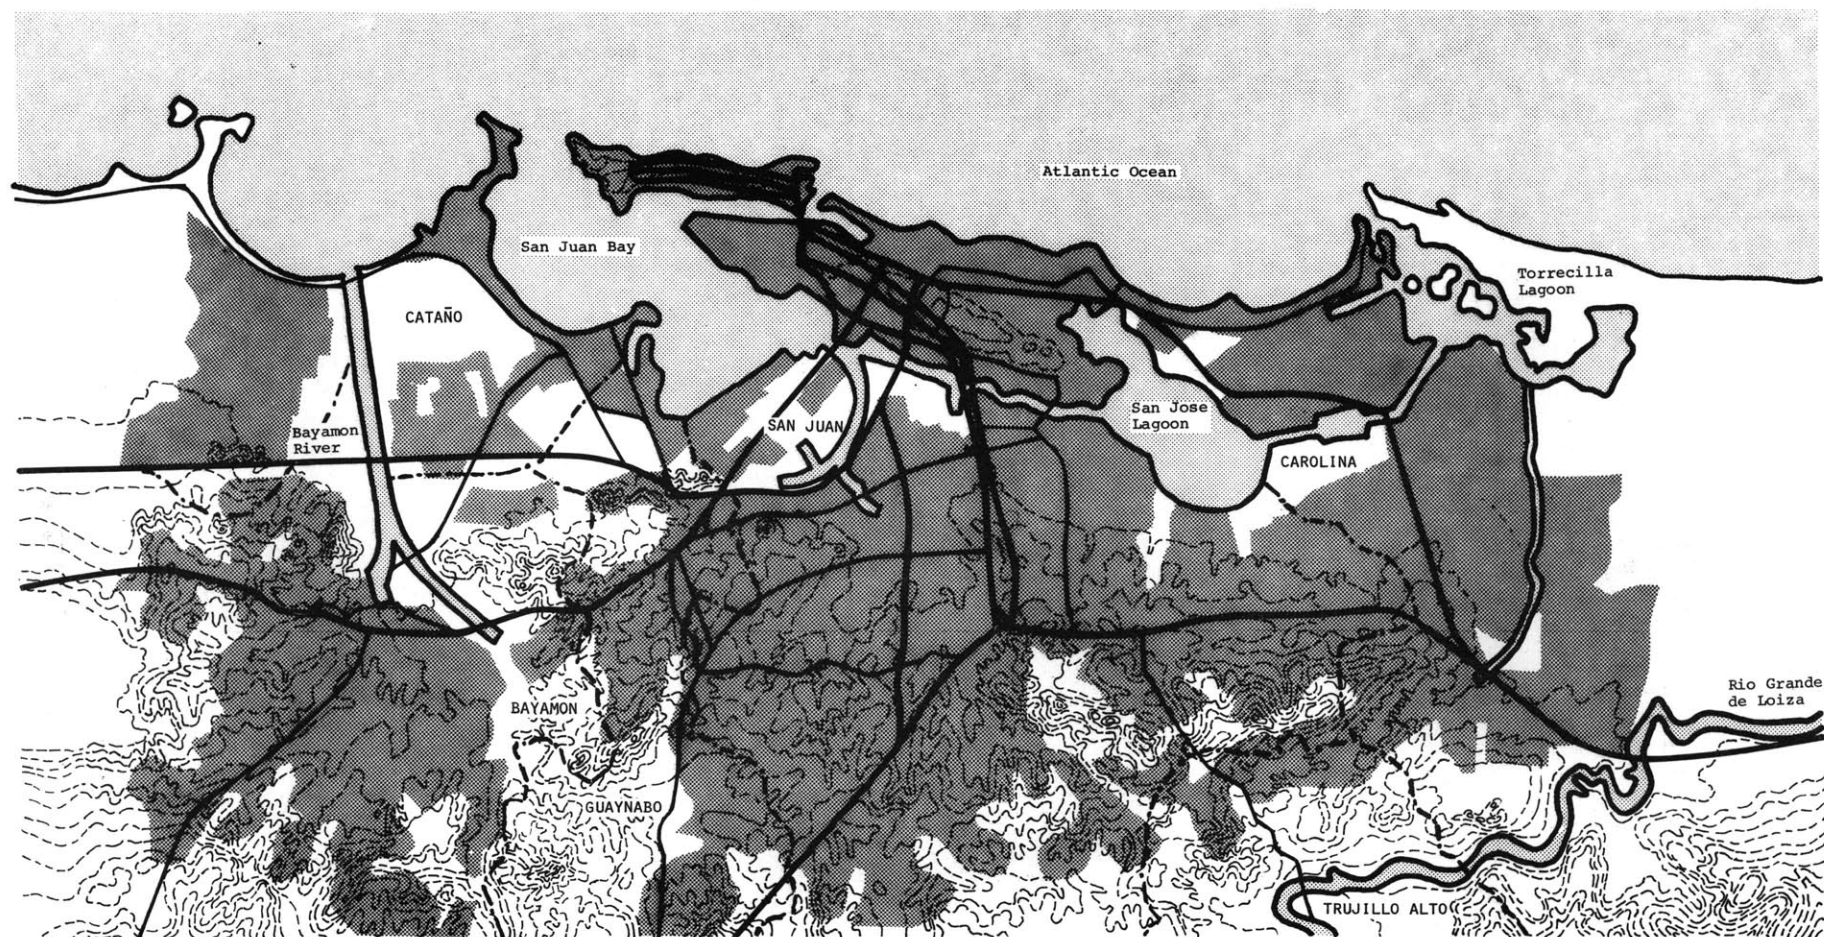 Atlantic Ocean
San Juan Bay
Torrecilla
Lagoon
CATAÑO
San Jose
Lagoon
SAN JUAN
Bayamon
River
CAROLINA
Rio Grande
de Loiza
BAYAMON
GUAYNABO
TRUJILLO ALTO